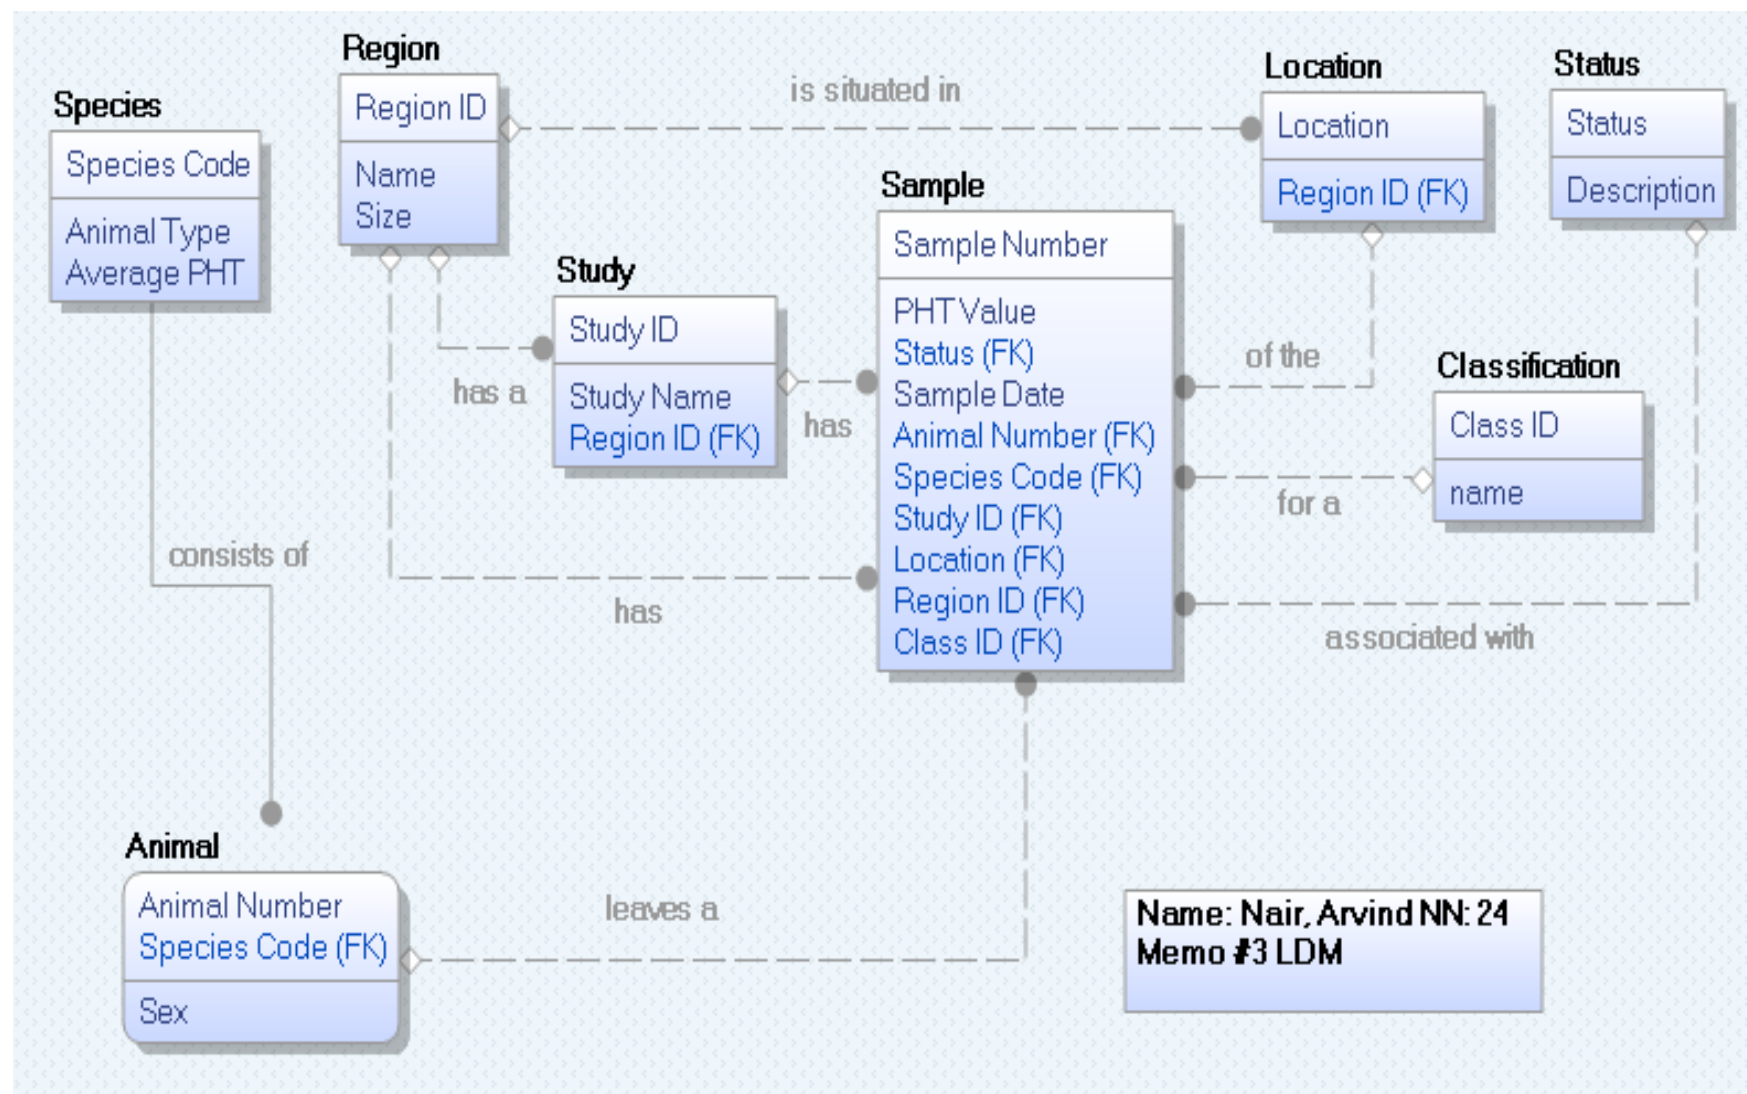 Species
Species Code
Animal Type
Average PHT
Region
Region ID
Name
Size
is situated in
Location
Location
Region ID (FK)
Status
Status
Description
Study
Study ID
Study Name
Region ID (FK)
has a
has
Sample
Sample Number
PHT Value
Status (FK)
Sample Date
Animal Number (FK)
Species Code (FK)
Study ID (FK)
Location (FK)
Region ID (FK)
Class ID (FK)
of the
Classification
Class ID
name
for a
associated with
consists of
has
Animal
Animal Number
Species Code (FK)
Sex
leaves a
Name: Nair, Arvind NN: 24
Memo #3 LDM